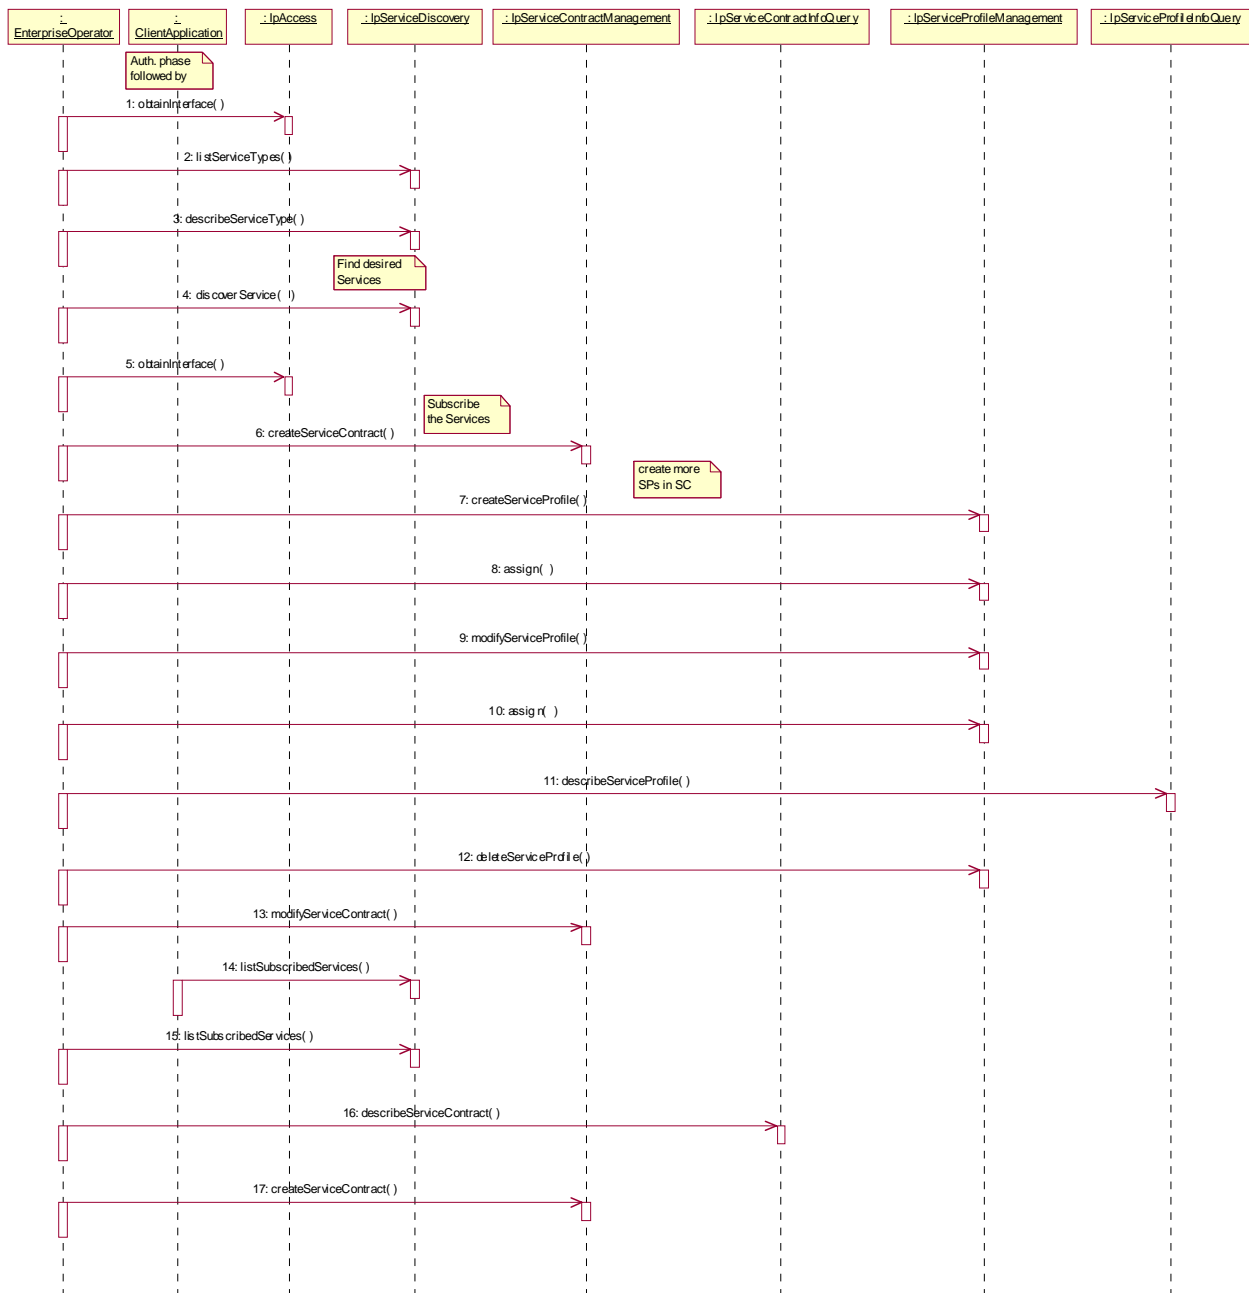 :
EnterpriseOperator
:
ClientApplication
: IpAccess
: IpServiceDiscovery
: IpServiceContractManagement
: IpServiceContractInfoQuery
: IpServiceProfileManagement
: IpServiceProfileInfoQuery
Auth. phase
followed by
1: obtainInterface( )
2: listServiceTypes( )
3: describeServiceType( )
Find desired
Services
4: discoverService( )
5: obtainInterface( )
Subscribe
the Services
6: createServiceContract( )
create more
SPs in SC
7: createServiceProfile( )
8: assign( )
9: modifyServiceProfile( )
10: assign( )
11: describeServiceProfile( )
12: deleteServiceProfile( )
13: modifyServiceContract( )
14: listSubscribedServices( )
15: listSubscribedServices( )
16: describeServiceContract( )
17: createServiceContract( )